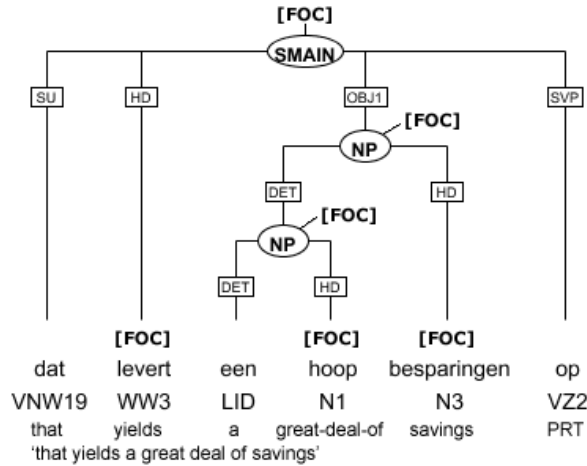 [FOC]
SMAIN
SU HD OBJ1 SVP
[FOC]
NP
DET HD
[FOC]
NP
DET HD
[FOC] [FOC] [FOC]
dat levert een hoop besparingen op
VNW19 WW3 LID N1 N3 VZ2
that yields a great-deal-of savings PRT
‘that yields a great deal of savings’